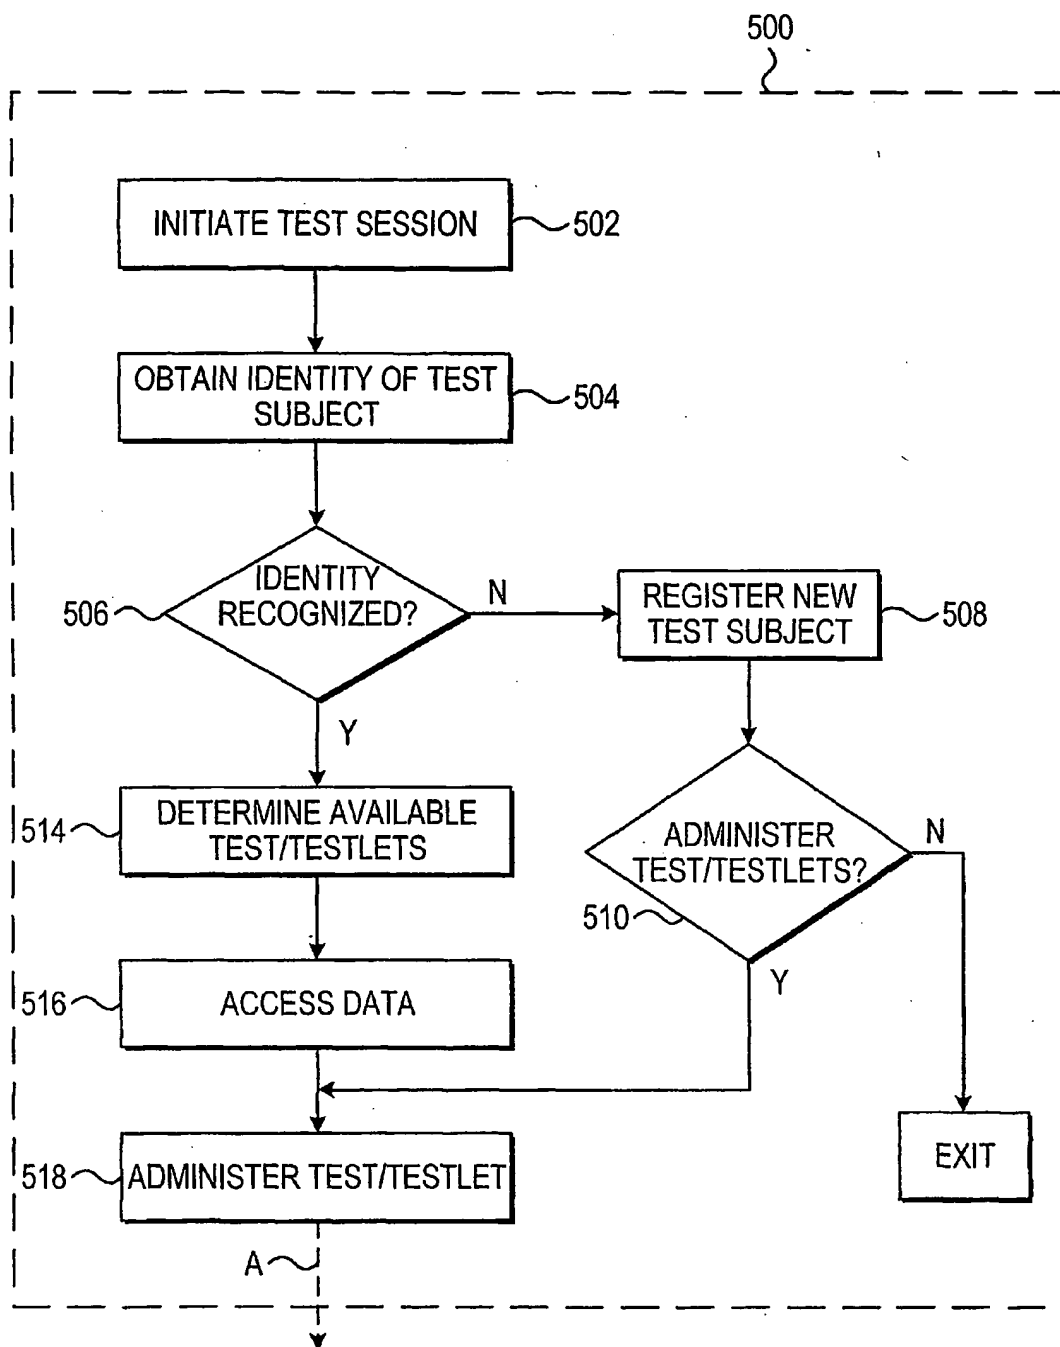 500
INITIATE TEST SESSION
502
OBTAIN IDENTITY OF TEST
SUBJECT
504
IDENTITY
RECOGNIZED?
506
N
REGISTER NEW
TEST SUBJECT
508
Y
DETERMINE AVAILABLE
TEST/TESTLETS
514
ADMINISTER
TEST/TESTLETS?
510
N
Y
ACCESS DATA
516
ADMINISTER TEST/TESTLET
518
EXIT
A